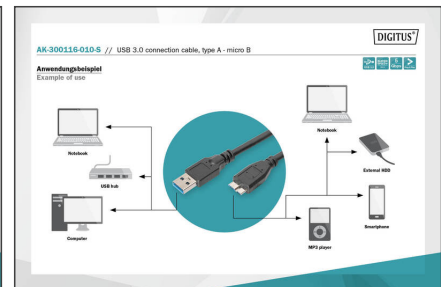 DIGITUS®
AK-300116-010-S // USB 3.0 connection cable, type A - micro B
Anwendungsbeispiel
Example of use
Notebook
USB hub
Computer
Notebook
External HDD
Smartphone
MP3 player